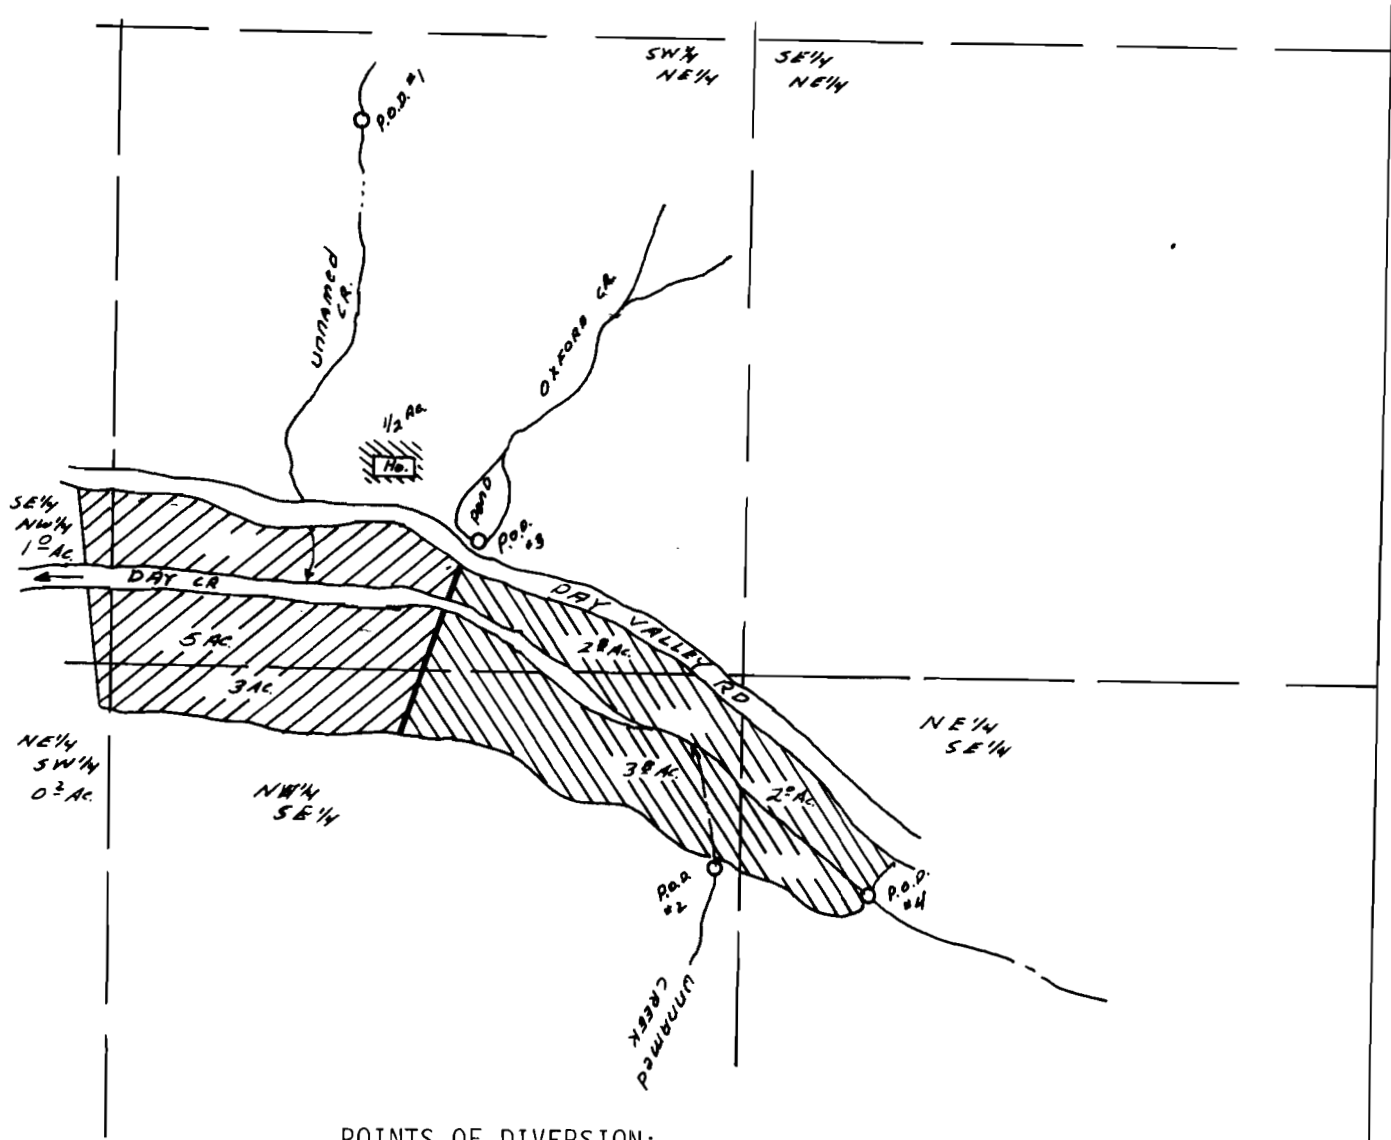 SW¼ SE¼
NE¼ NE¼
P.O.D. #1
UNNAMED
CR.
OXFORD CR.
1/2 AC.
HO.
POND
P.O.D.
#3
SE¼
NW¼
1.0 AC.
DAY CR
DAY VALLEY RD
5 AC.
3 AC.
2.0 AC.
3.0 AC.
2.0 AC.
NE¼
SW¼
0.2 AC.
NW¼
SE¼
NE¼
SE¼
P.O.D.
#2
P.O.D.
#4
UNNAMED
CREEK
POINTS OF DIVERSION: